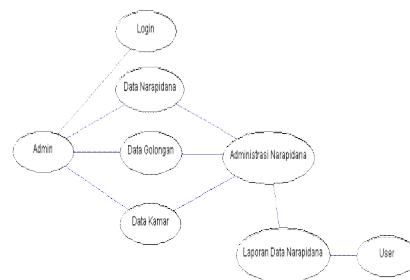 Login
Data Narapidana
Admin
Data Golongan
Administrasi Narapidana
Data Kamar
Laporan Data Narapidana
User